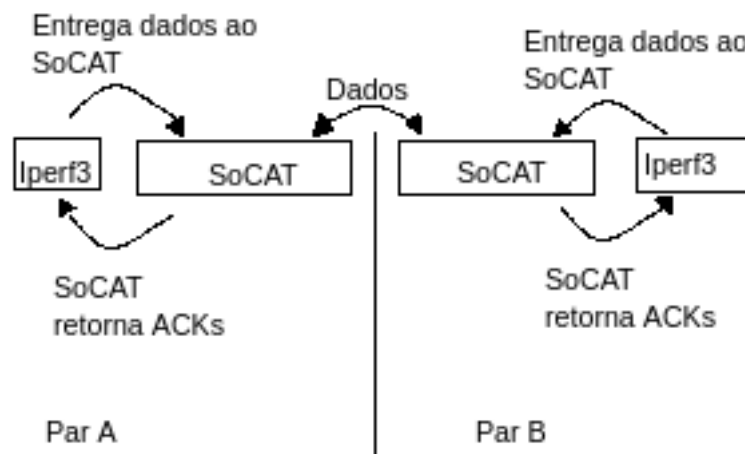 Entrega dados ao
SoCAT
Entrega dados ao
SoCAT
Dados
Iperf3
SoCAT
SoCAT
Iperf3
SoCAT
retorna ACKs
SoCAT
retorna ACKs
Par A
Par B